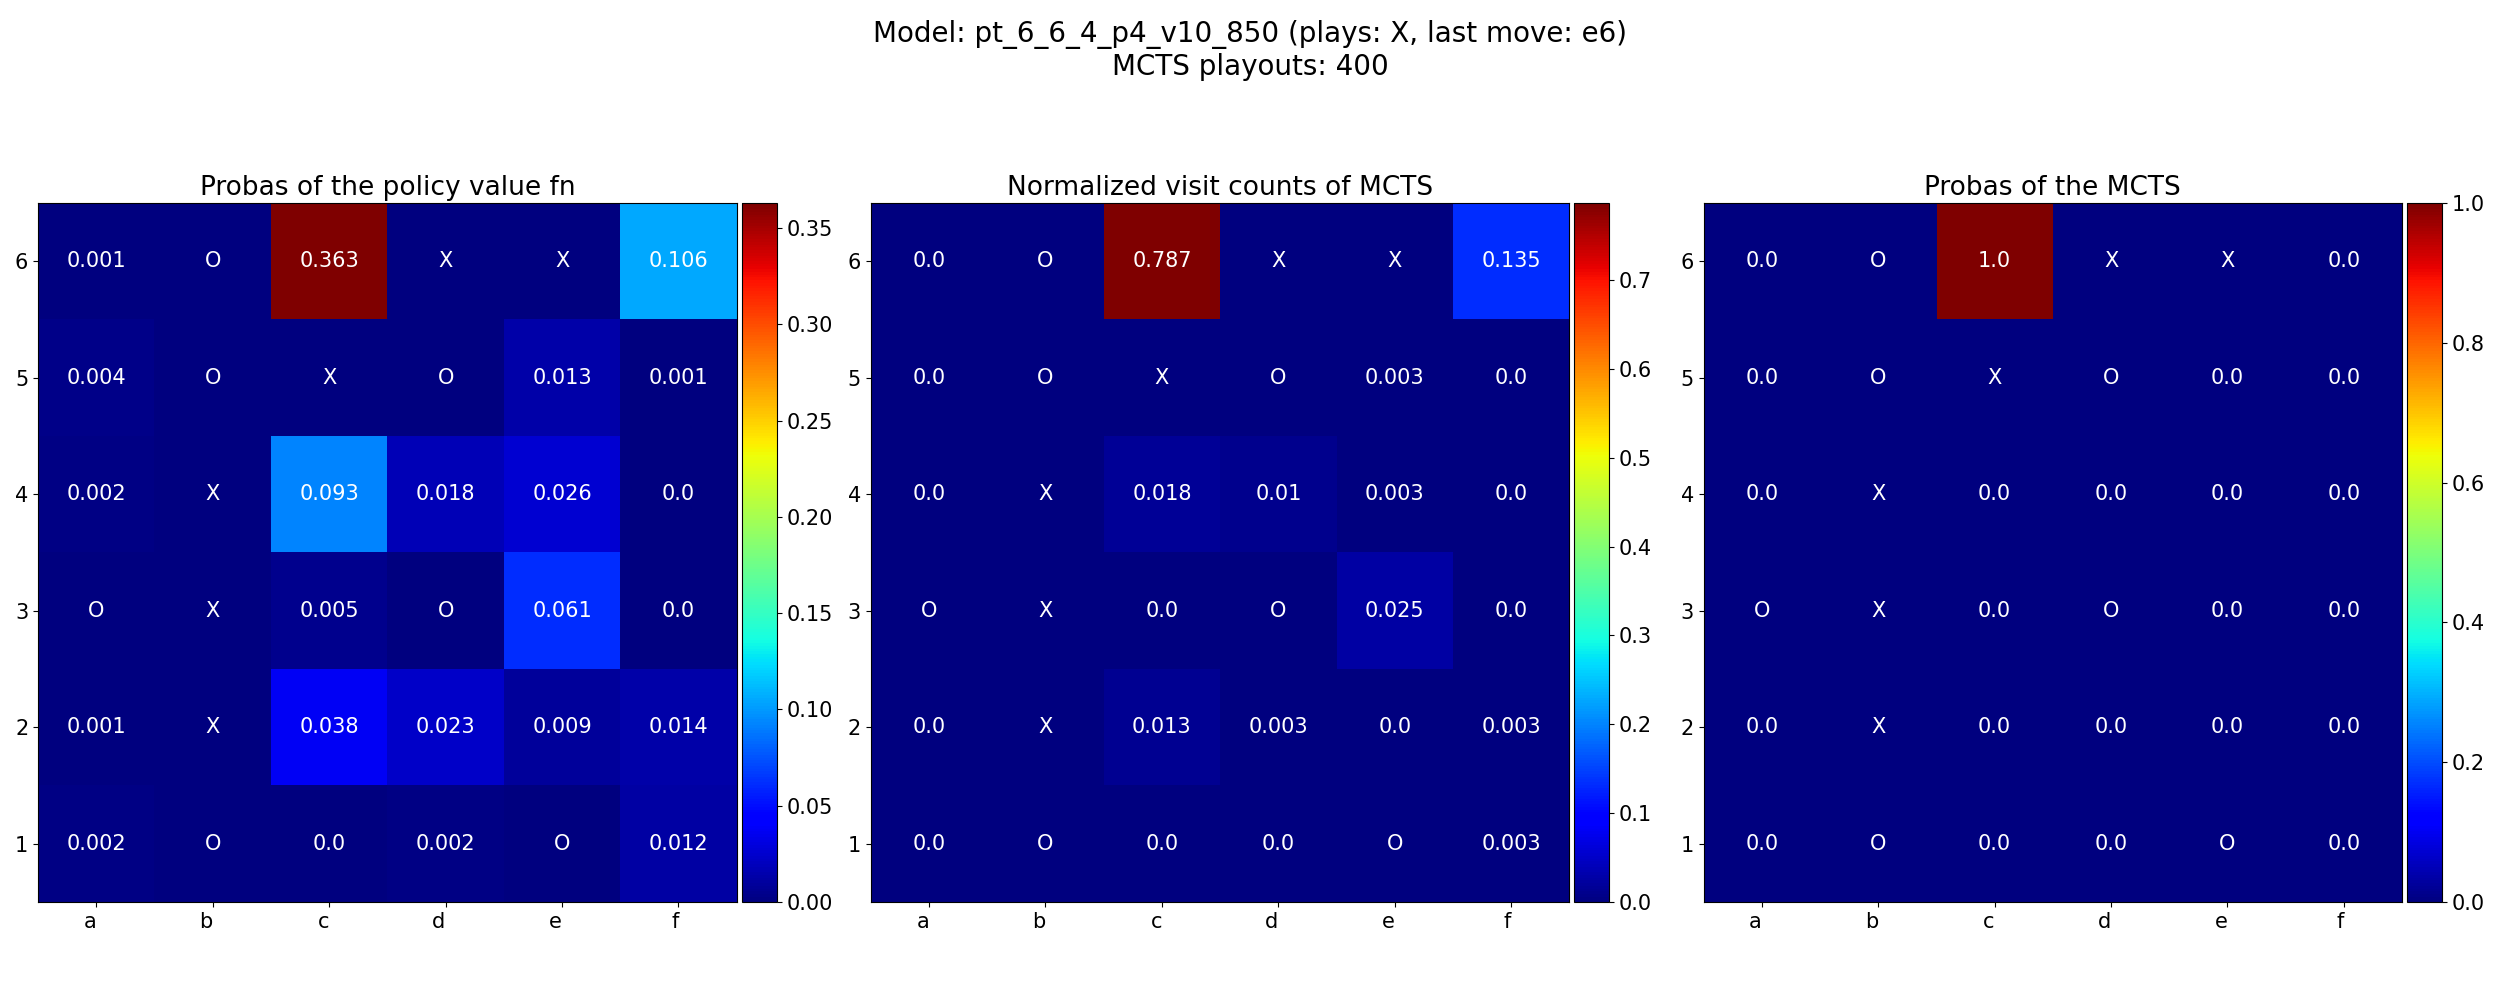 Model: pt_6_6_4_p4_v10_850 (plays: X, last move: e6)
MCTS playouts: 400
Probas of the policy value fn
6 0.001 O 0.363 X X 0.106
5 0.004 O X O 0.013 0.001
4 0.002 X 0.093 0.018 0.026 0.0
3 O X 0.005 O 0.061 0.0
2 0.001 X 0.038 0.023 0.009 0.014
1 0.002 O 0.0 0.002 O 0.012
a b c d e f
0.35
0.30
0.25
0.20
0.15
0.10
0.05
0.00
Normalized visit counts of MCTS
6 0.0 O 0.787 X X 0.135
5 0.0 O X O 0.003 0.0
4 0.0 X 0.018 0.01 0.003 0.0
3 O X 0.0 O 0.025 0.0
2 0.0 X 0.013 0.003 0.0 0.003
1 0.0 O 0.0 0.0 O 0.003
a b c d e f
0.7
0.6
0.5
0.4
0.3
0.2
0.1
0.0
Probas of the MCTS
6 0.0 O 1.0 X X 0.0
5 0.0 O X O 0.0 0.0
4 0.0 X 0.0 0.0 0.0 0.0
3 O X 0.0 O 0.0 0.0
2 0.0 X 0.0 0.0 0.0 0.0
1 0.0 O 0.0 0.0 O 0.0
a b c d e f
1.0
0.8
0.6
0.4
0.2
0.0